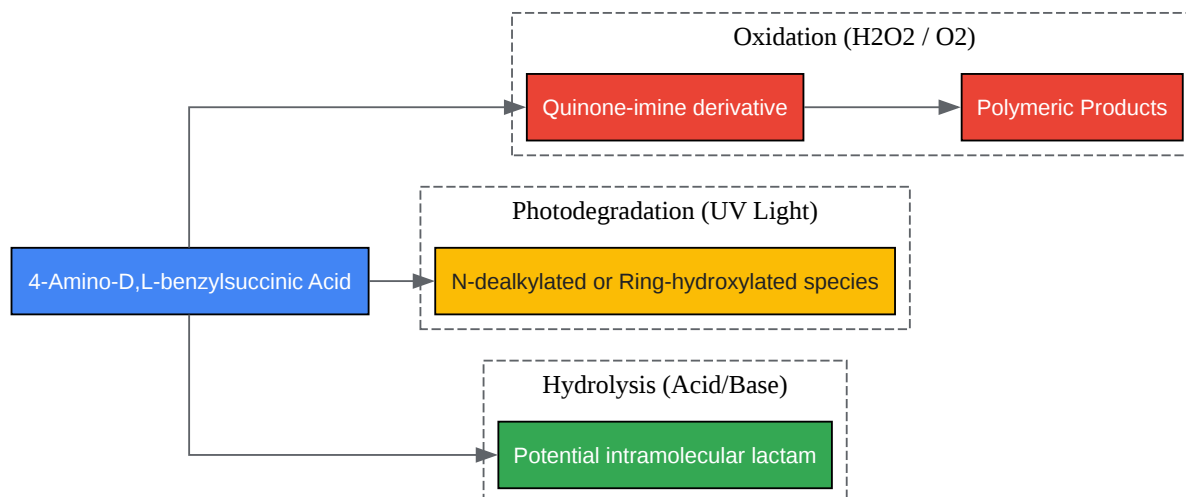 Oxidation (H2O2 / O2)
Quinone-imine derivative
Polymeric Products
Photodegradation (UV Light)
4-Amino-D,L-benzylsuccinic Acid
N-dealkylated or Ring-hydroxylated species
Hydrolysis (Acid/Base)
Potential intramolecular lactam